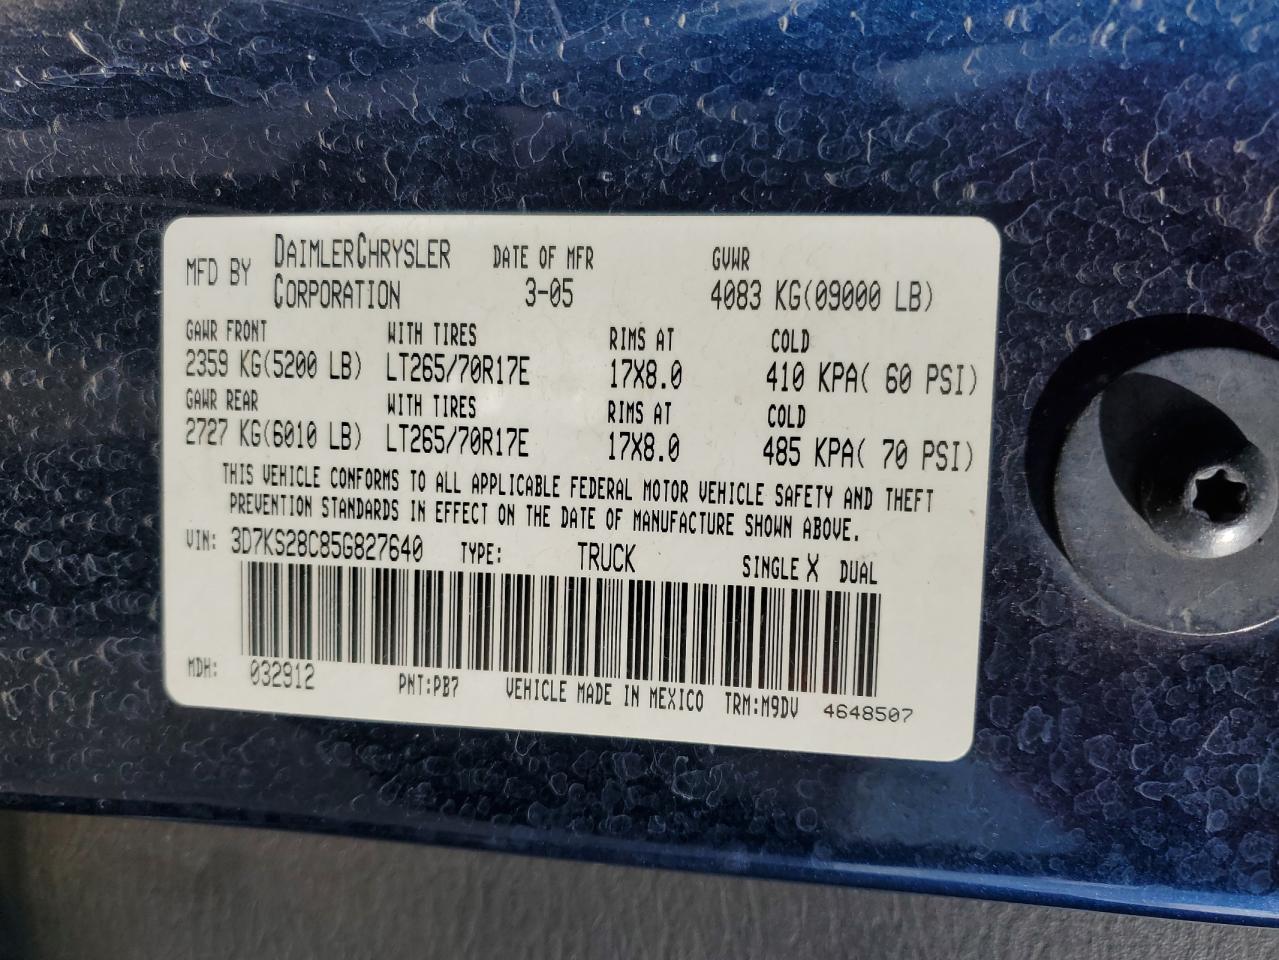 MFD BY DAIMLERCHRYSLER CORPORATION DATE OF MFR 3-05 GVWR 4083 KG(09000 LB)
GAWR FRONT WITH TIRES RIMS AT COLD
2359 KG(5200 LB) LT265/70R17E 17X8.0 410 KPA( 60 PSI)
GAWR REAR WITH TIRES RIMS AT COLD
2727 KG(6010 LB) LT265/70R17E 17X8.0 485 KPA( 70 PSI)
THIS VEHICLE CONFORMS TO ALL APPLICABLE FEDERAL MOTOR VEHICLE SAFETY AND THEFT
PREVENTION STANDARDS IN EFFECT ON THE DATE OF MANUFACTURE SHOWN ABOVE.
VIN: 3D7KS28C85G827640 TYPE: TRUCK SINGLE X DUAL
MDH: 032912 PNT:PB7 VEHICLE MADE IN MEXICO TRM:M9DV 4648507